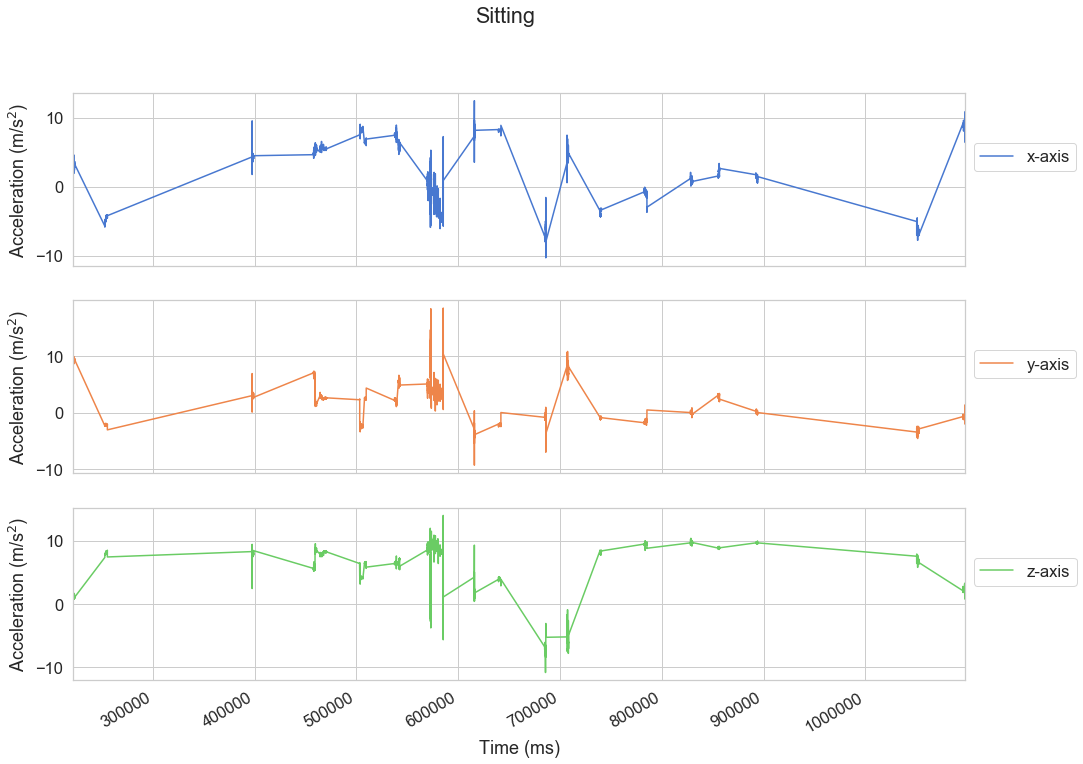 Sitting
Acceleration (m/s²)
10
0
−10
x-axis
Acceleration (m/s²)
10
0
−10
y-axis
Acceleration (m/s²)
10
0
−10
z-axis
300000
400000
500000
600000
700000
800000
900000
1000000
Time (ms)